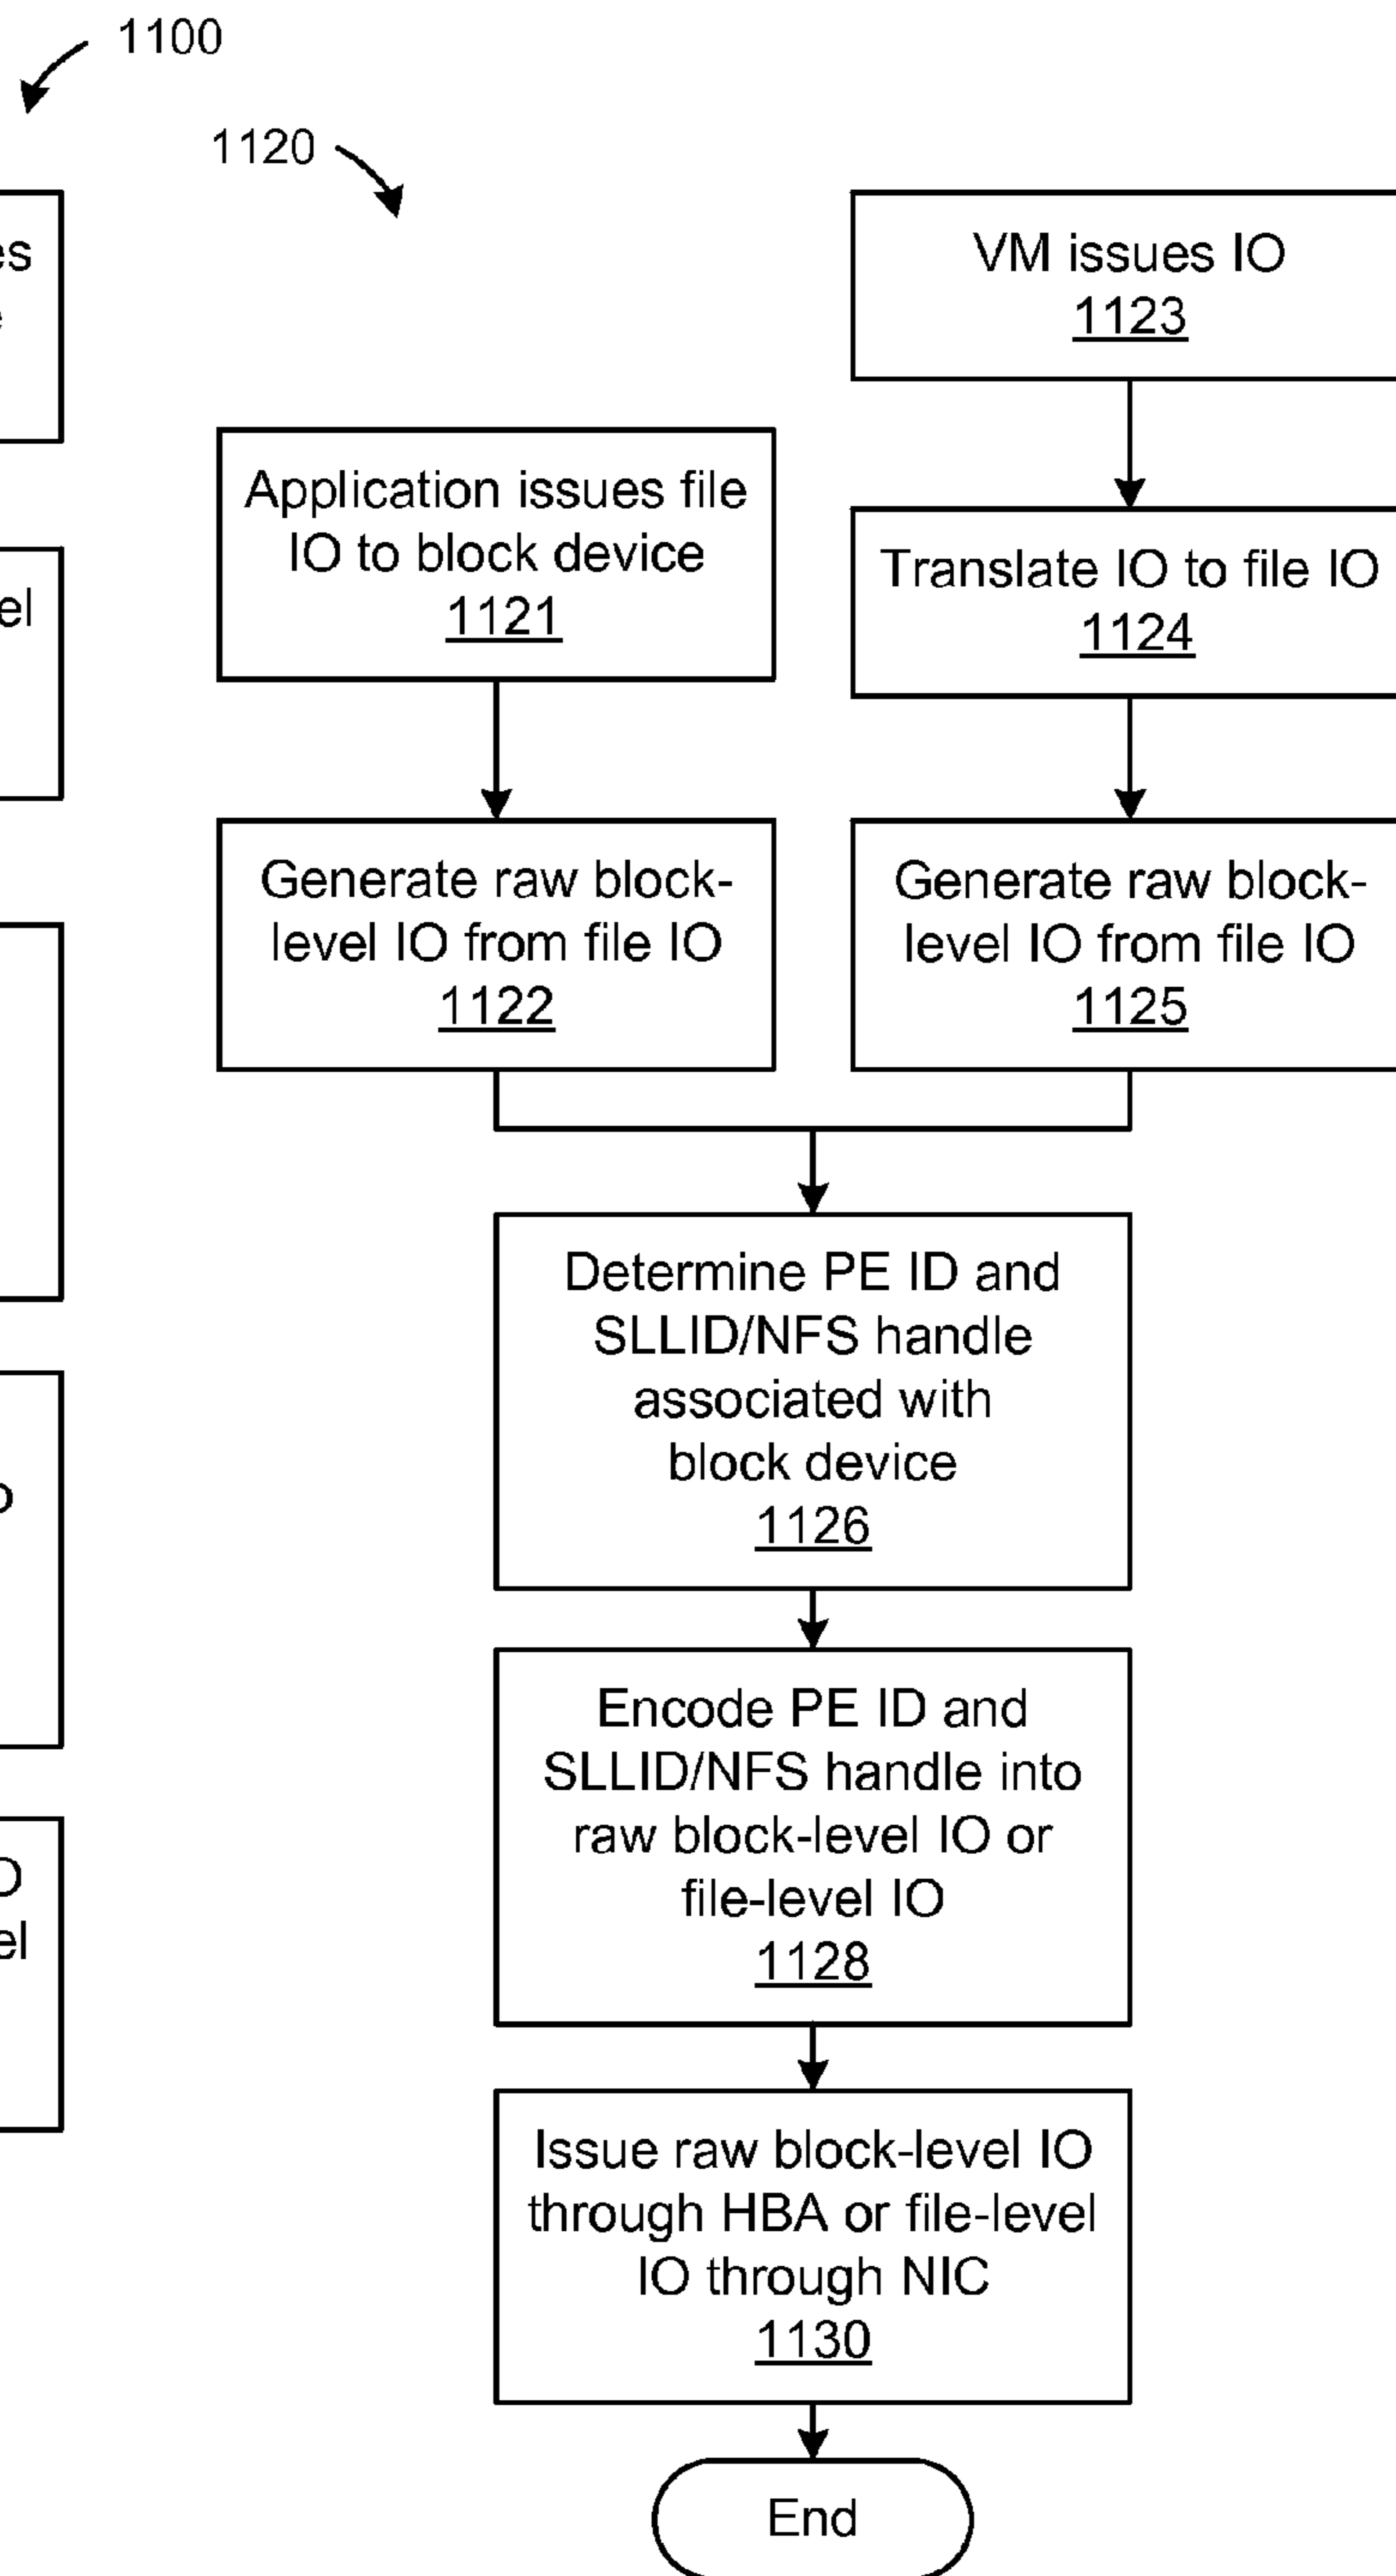 1100
1120
VM issues IO
1123
Application issues file
IO to block device
1121
Translate IO to file IO
1124
Generate raw block-
level IO from file IO
1122
Generate raw block-
level IO from file IO
1125
Determine PE ID and
SLLID/NFS handle
associated with
block device
1126
Encode PE ID and
SLLID/NFS handle into
raw block-level IO or
file-level IO
1128
Issue raw block-level IO
through HBA or file-level
IO through NIC
1130
End